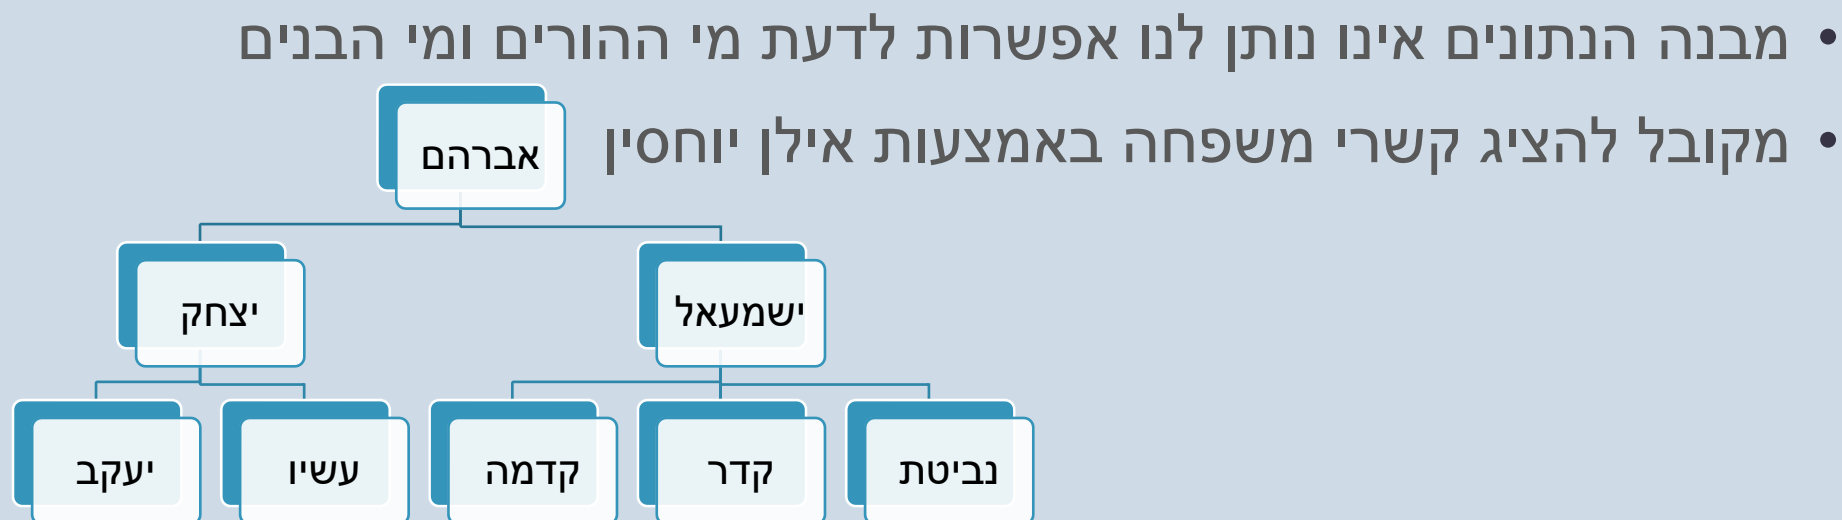 • מבנה הנתונים אינו נותן לנו אפשרות לדעת מי ההורים ומי הבנים
• מקובל להציג קשרי משפחה באמצעות אילן יוחסין
אברהם
ישמעאל
יצחק
נביטת
קדר
קדמה
עשיו
יעקב